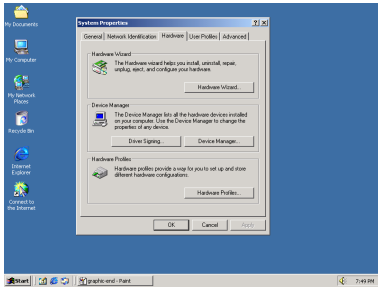 My Documents
My Computer
My Network
Places
Recycle Bin
Internet
Explorer
Connect to
the Internet
System Properties
General
Network Identification
Hardware
User Profiles
Advanced
Hardware Wizard
The Hardware wizard helps you install, uninstall, repair,
unplug, eject, and configure your hardware.
Hardware Wizard...
Device Manager
The Device Manager lists all the hardware devices installed
on your computer. Use the Device Manager to change the
properties of any device.
Driver Signing...
Device Manager...
Hardware Profiles
Hardware profiles provide a way for you to set up and store
different hardware configurations.
Hardware Profiles...
OK
Cancel
Apply
Start
graphic-end - Paint
7:49 PM